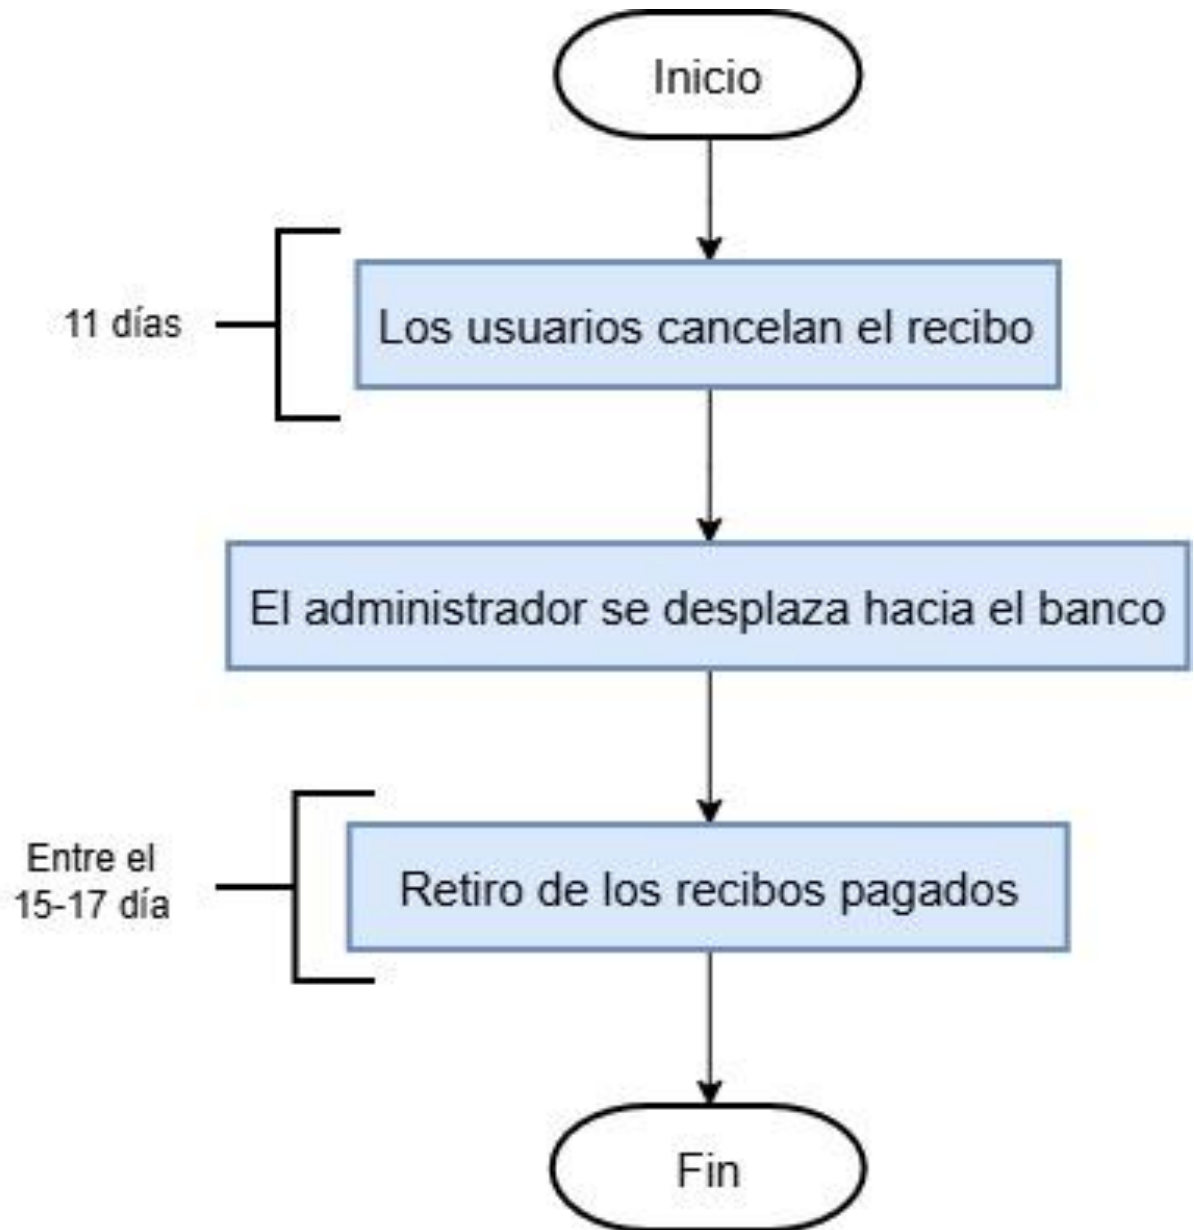 Inicio
11 días
Los usuarios cancelan el recibo
El administrador se desplaza hacia el banco
Entre el
15-17 día
Retiro de los recibos pagados
Fin